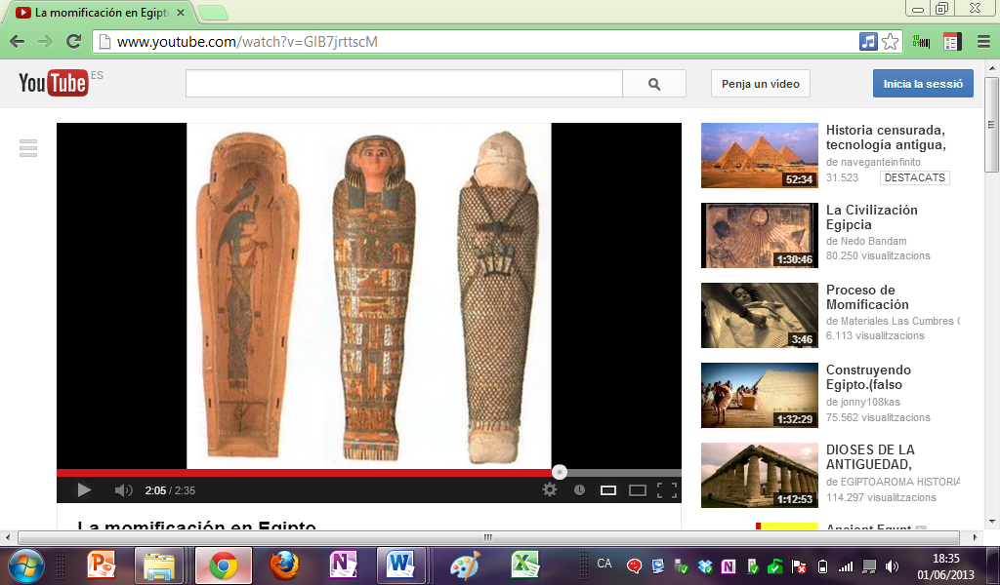 La momificación en Egipt
www.youtube.com/watch?v=GlB7jrttscM
YouTube ES
Penja un vídeo
Inicia la sessió
Historia censurada,
tecnología antigua,
de naveganteinfinito
31.523 DESTACATS
52:34
La Civilización
Egipcia
de Nedo Bandam
80.250 visualitzacions
1:30:46
Proceso de
Momificación
de Materiales Las Cumbres
6.113 visualitzacions
3:46
Construyendo
Egipto.(falso
de jonny108kas
75.562 visualitzacions
1:32:29
DIOSES DE LA
ANTIGUEDAD,
de EGIPTOAROMA HISTORIA
114.297 visualitzacions
1:12:53
Ancient Egypt
2:05 / 2:35
La momificación en Egipto
CA
18:35
01/06/2013